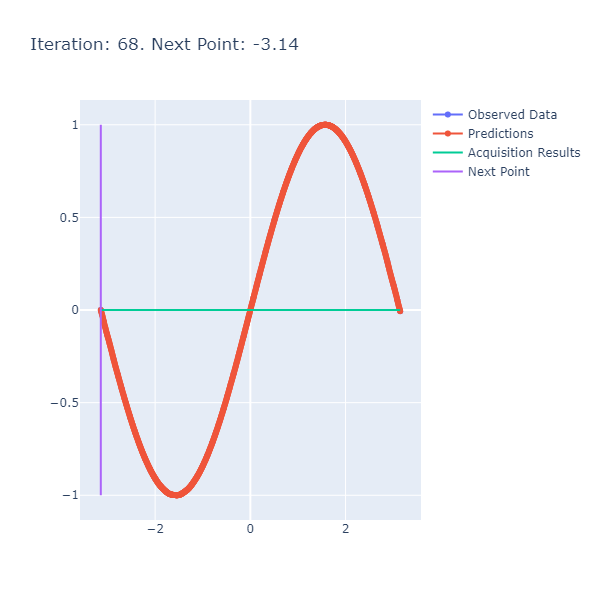 Iteration: 68. Next Point: -3.14
Observed Data
Predictions
Acquisition Results
Next Point
1
0.5
0
−0.5
−1
−2
0
2